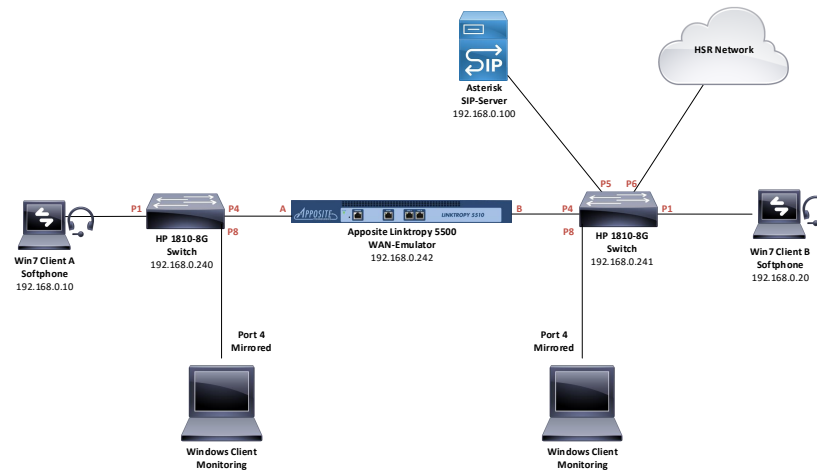 HSR Network
SIP
Asterisk
SIP-Server
192.168.0.100
P5
P6
P1
P4
A
APPOSITE
LINKTROPY 5510
B
P4
P1
P8
P8
HP 1810-8G
Switch
192.168.0.240
Apposite Linktropy 5500
WAN-Emulator
192.168.0.242
HP 1810-8G
Switch
192.168.0.241
Win7 Client A
Softphone
192.168.0.10
Win7 Client B
Softphone
192.168.0.20
Port 4
Mirrored
Port 4
Mirrored
Windows Client
Monitoring
Windows Client
Monitoring